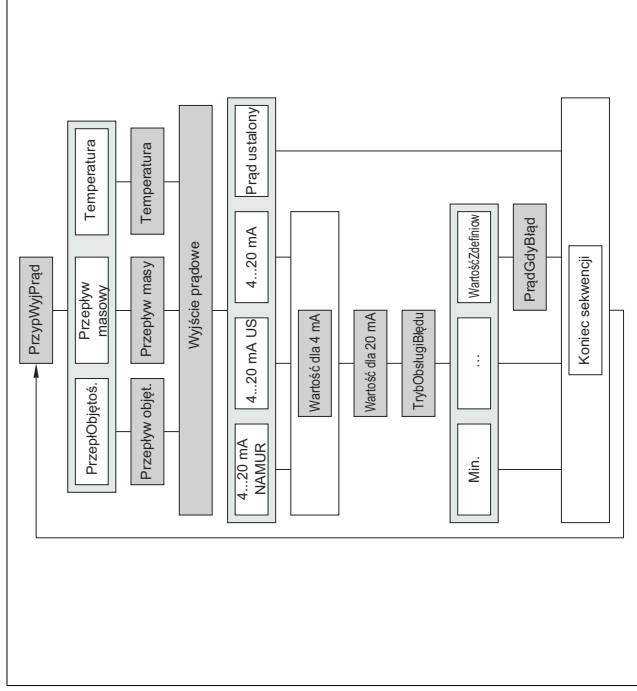 PrzypWyjPrąd
PrzepłObjętoś.
Przepływ
masowy
Temperatura
Przepływ objęt.
Przepływ masy
Temperatura
Wyjście prądowe
4...20 mA
NAMUR
4...20 mA US
4...20 mA
Prąd ustalony
Wartość dla 4 mA
Wartość dla 20 mA
TrybObsługiBłędu
Min.
...
WartośćZdefiniow
PrądGdyBłąd
Koniec sekwencji